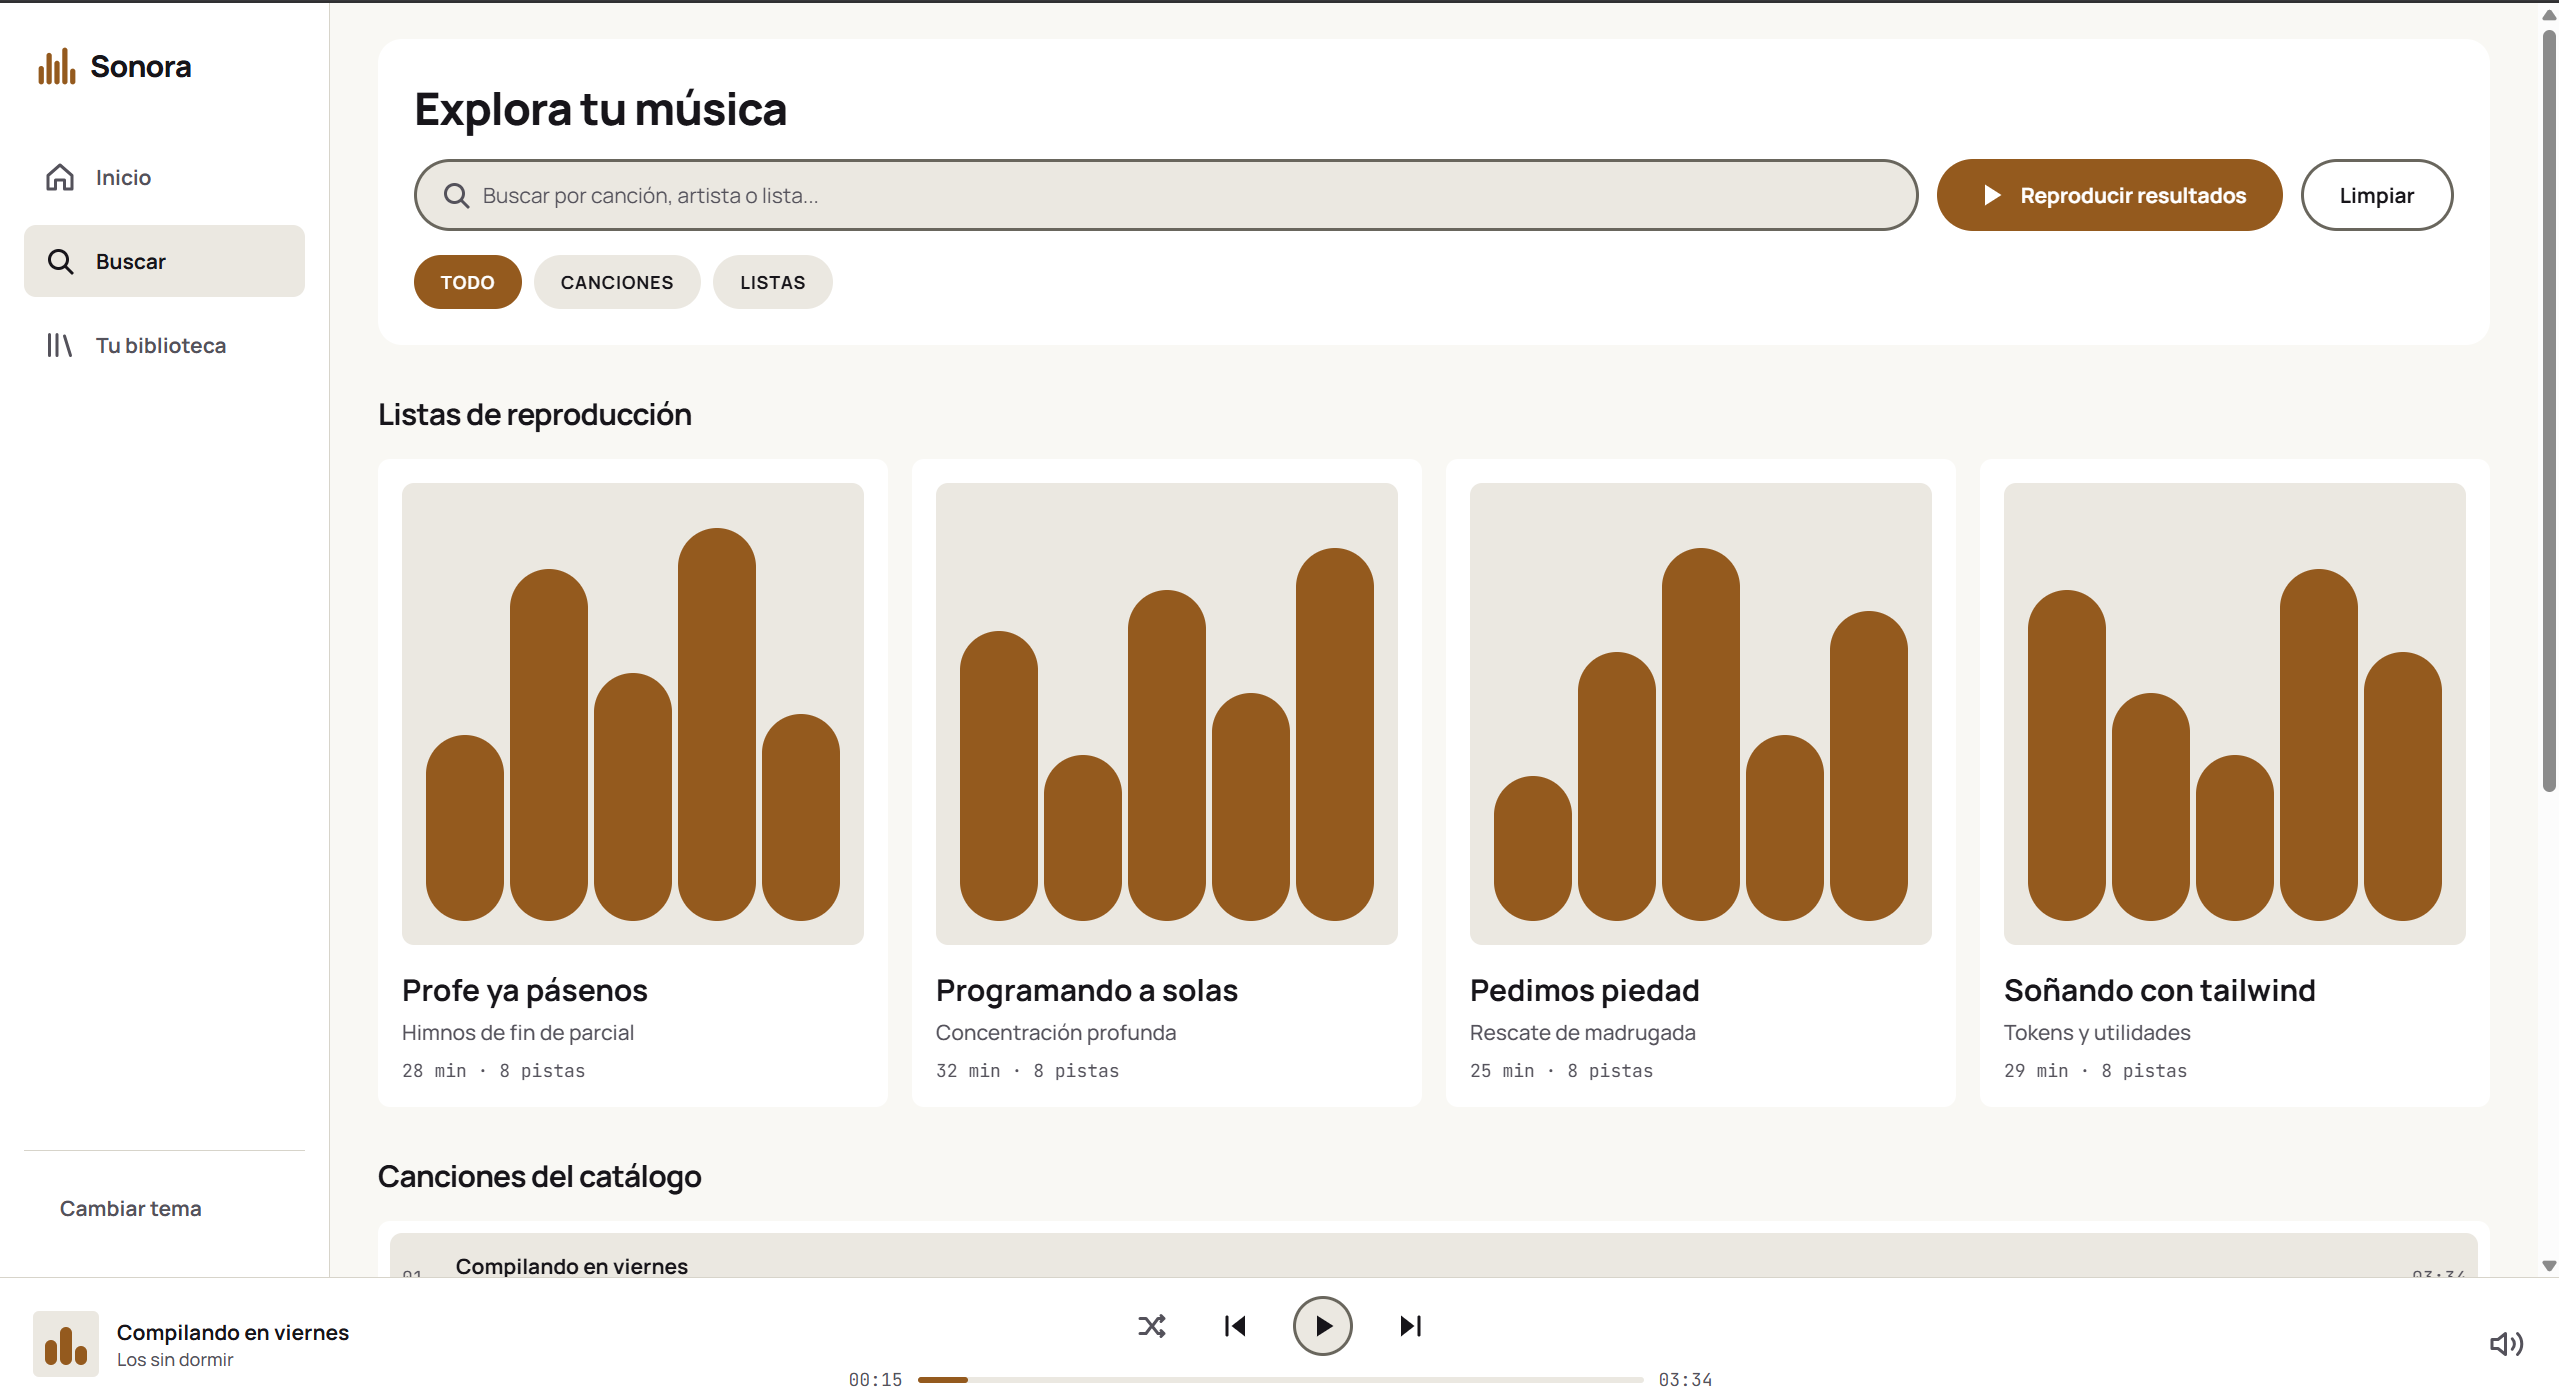 Sonora
Inicio
Buscar
Tu biblioteca
Cambiar tema
Explora tu música
Buscar por canción, artista o lista...
Reproducir resultados
Limpiar
TODO
CANCIONES
LISTAS
Listas de reproducción
Profe ya pásenos
Himnos de fin de parcial
28 min · 8 pistas
Programando a solas
Concentración profunda
32 min · 8 pistas
Pedimos piedad
Rescate de madrugada
25 min · 8 pistas
Soñando con tailwind
Tokens y utilidades
29 min · 8 pistas
Canciones del catálogo
01
Compilando en viernes
03:34
Compilando en viernes
Los sin dormir
00:15
03:34